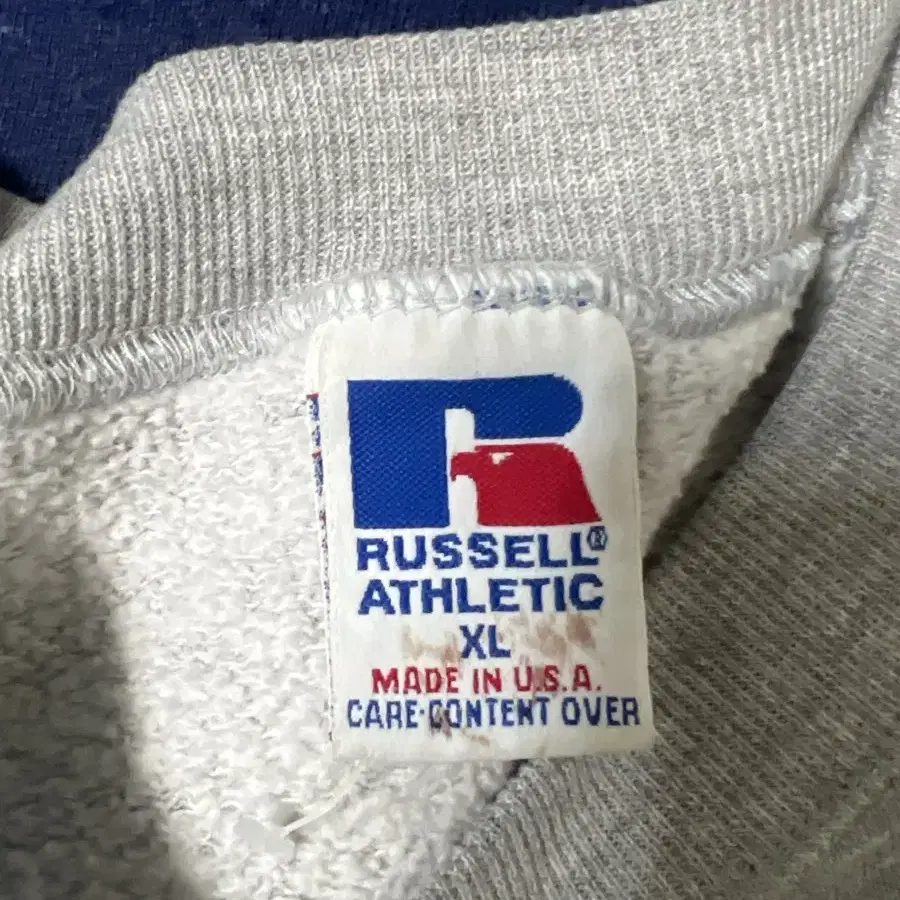 RUSSELL®
ATHLETIC
XL
MADE IN U.S.A.
CARE-CONTENT OVER